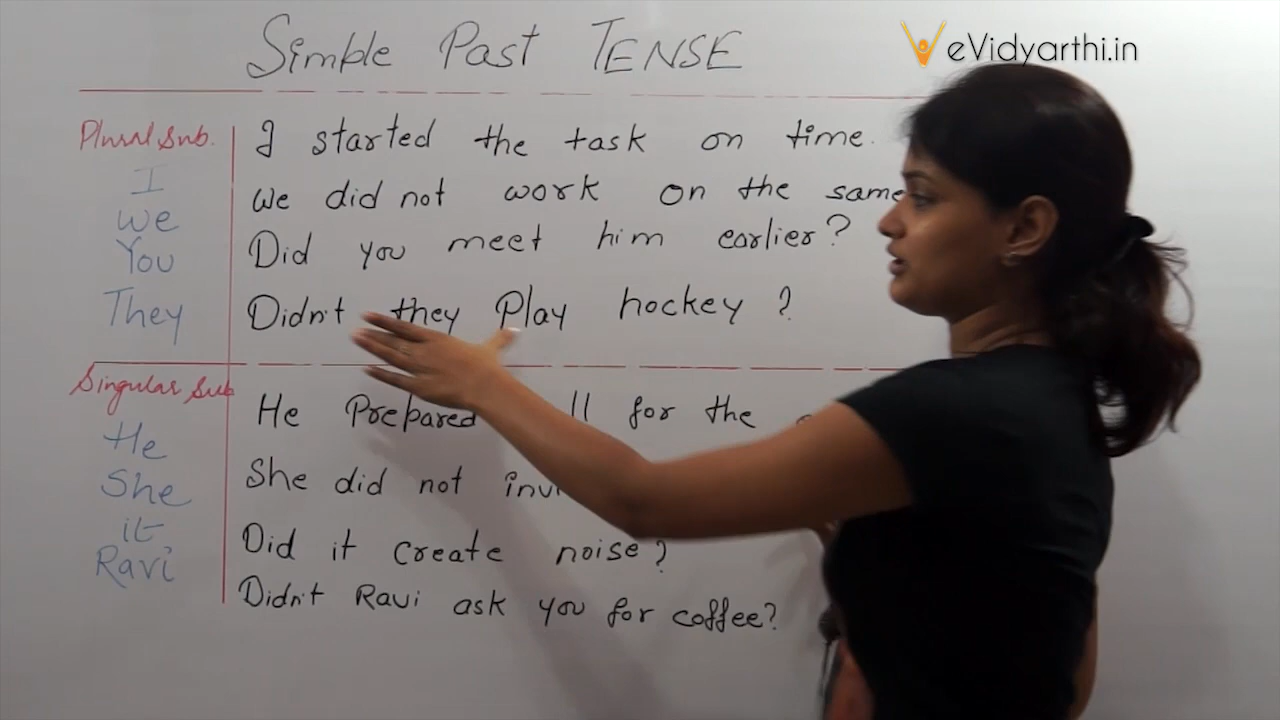 Simble Past TENSE
eVidyarthi.in
Plural Sub.
I
We
You
They
I started the task on time.
We did not work on the same
Did you meet him earlier?
Didn't they Play hockey ?
Singular Sub
He
She
it
Ravi
He Prepared for the
She did not
Did it create noise?
Didn't Ravi ask you for coffee?